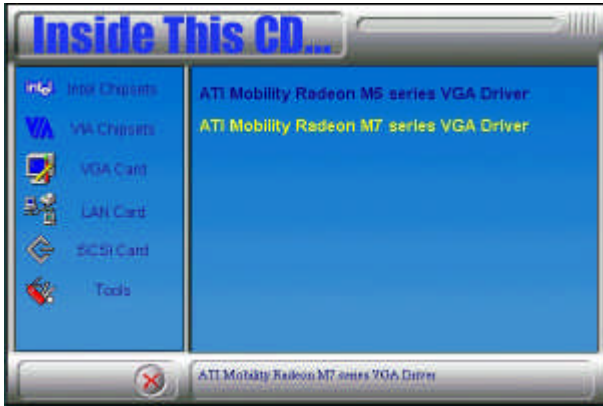 Inside This CD...
intel Intel Chipsets
VIA VIA Chipsets
VGA Card
LAN Card
SCSI Card
Tools
ATI Mobility Radeon M6 series VGA Driver
ATI Mobility Radeon M7 series VGA Driver
ATI Mobility Radeon M7 series VGA Driver